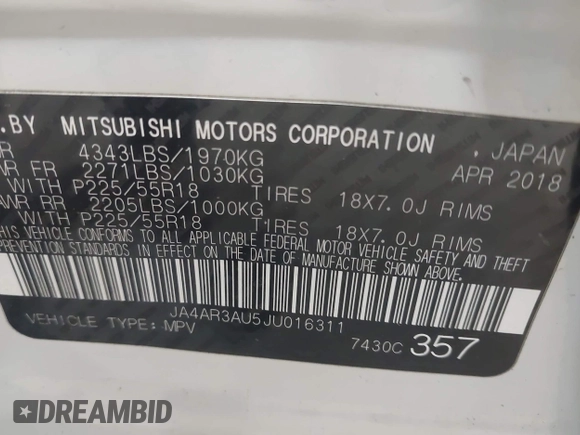 .BY MITSUBISHI MOTORS CORPORATION . JAPAN
R 4343LBS/1970KG APR 2018
WR FR 2271LBS/1030KG
WITH P225/55R18 TIRES 18X7.0J RIMS
AWR RR 2205LBS/1000KG
WITH P225/55R18 TIRES 18X7.0J RIMS
THIS VEHICLE CONFORMS TO ALL APPLICABLE FEDERAL MOTOR VEHICLE SAFETY AND THEFT
PREVENTION STANDARDS IN EFFECT ON THE DATE OF MANUFACTURE SHOWN ABOVE.
JA4AR3AU5JU016311
VEHICLE TYPE: MPV 7430C 357
DREAMBID